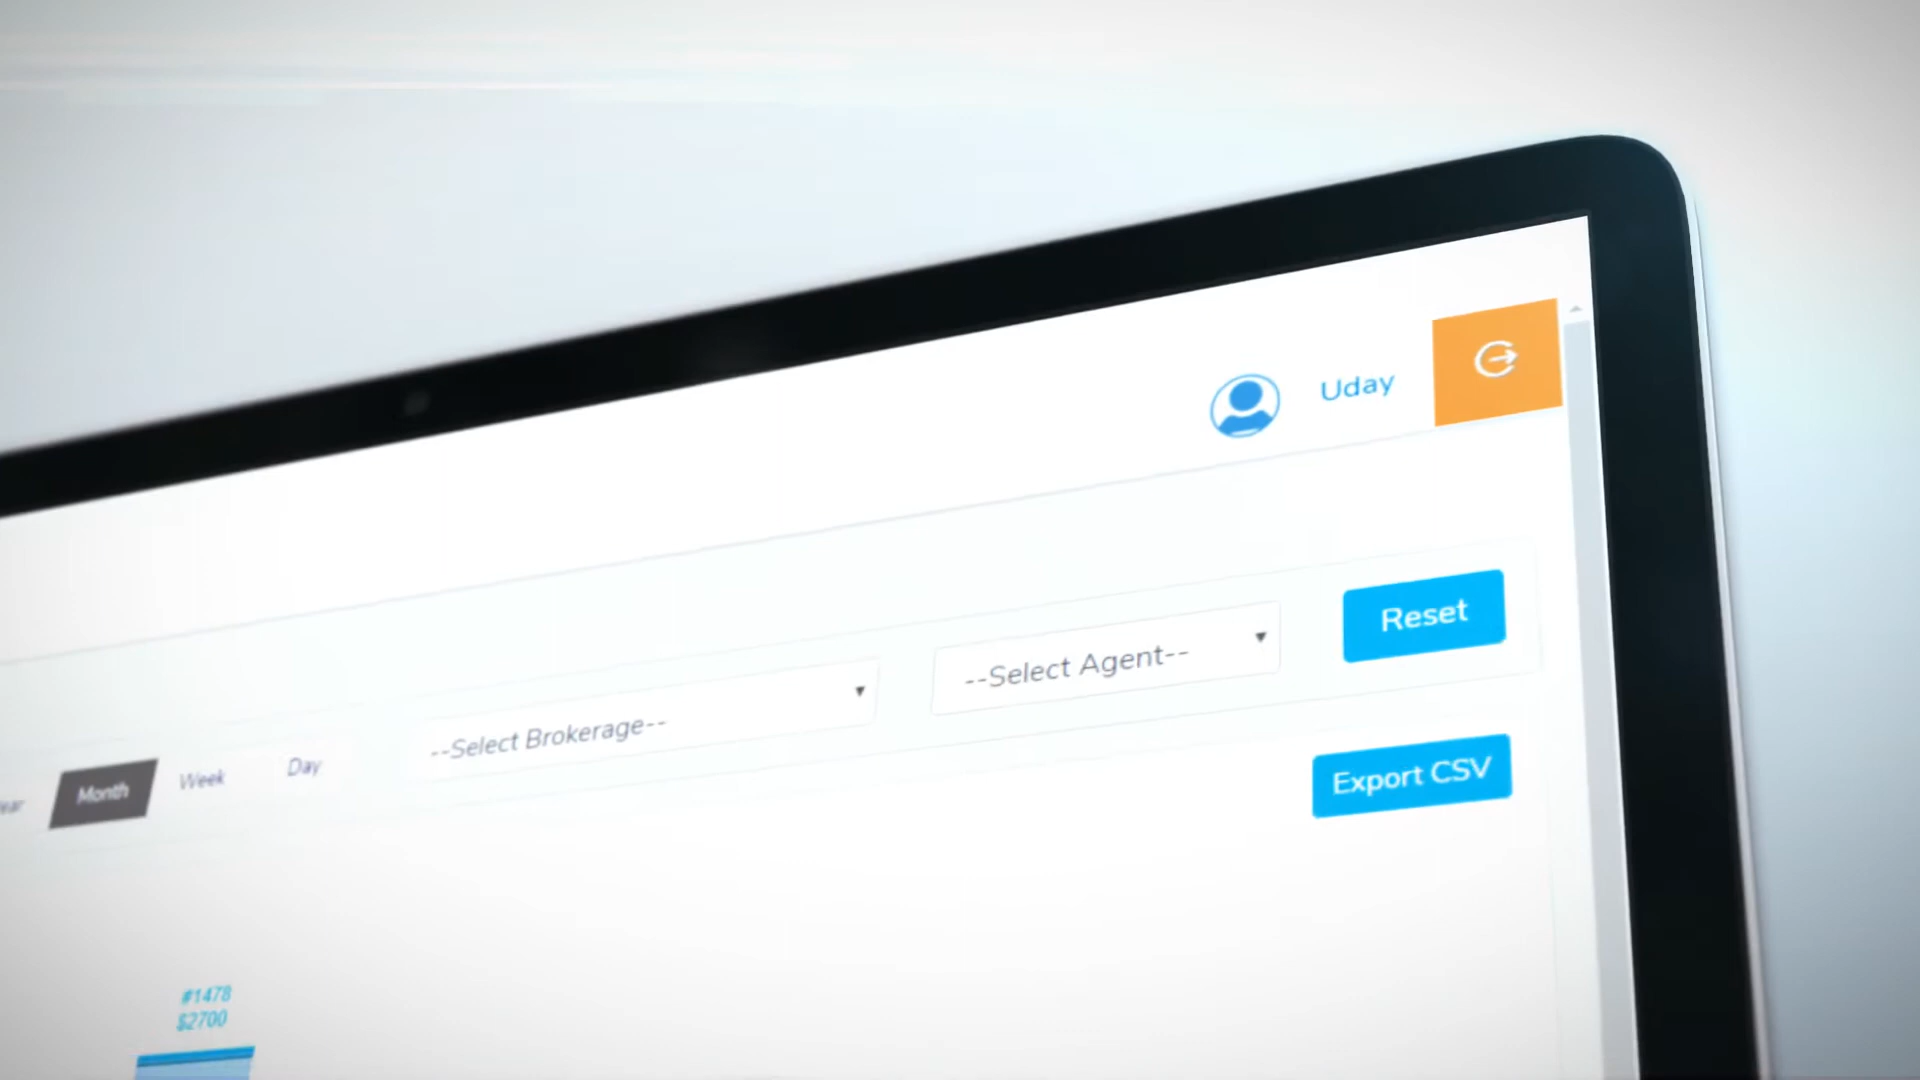 Uday
Reset
--Select Agent--
--Select Brokerage--
Month
Week
Day
Export CSV
#1478
$2700